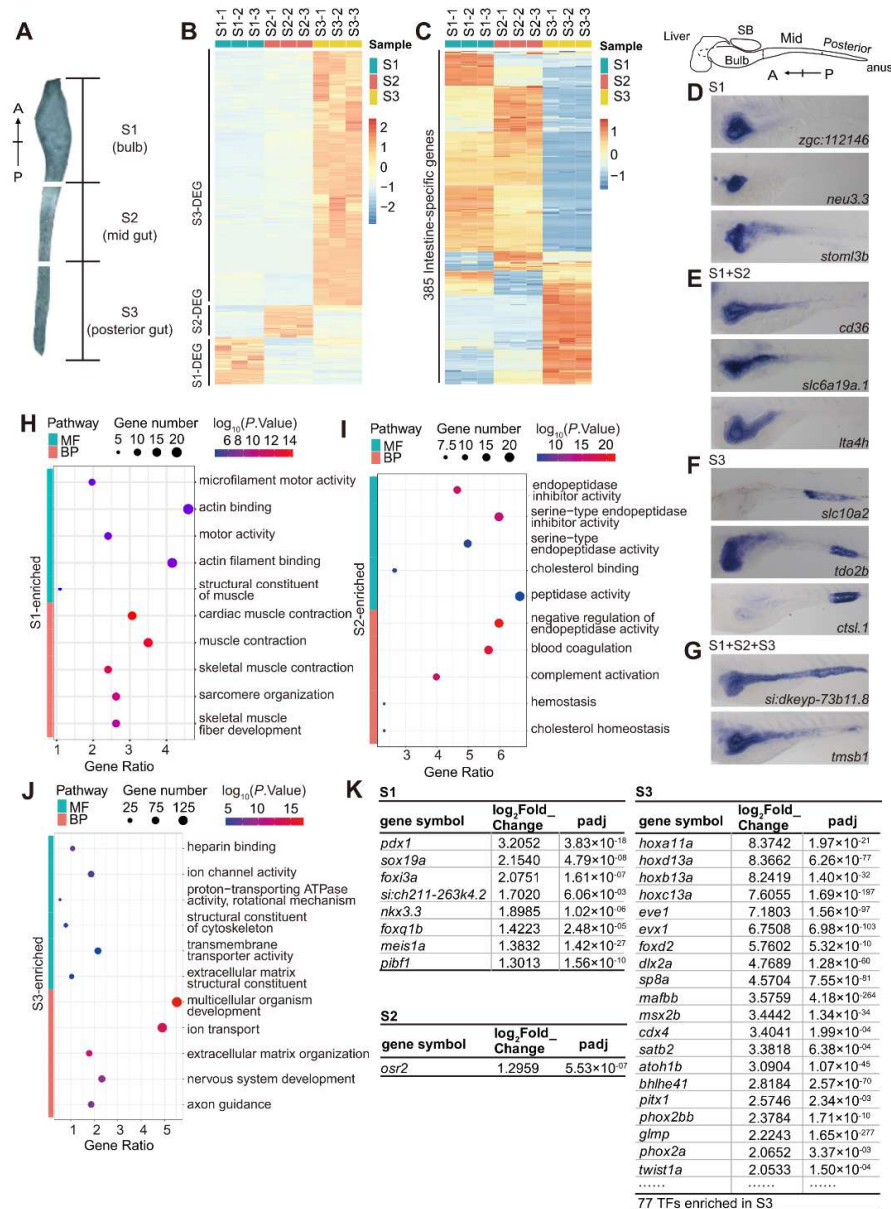 A
A
P
S1
(bulb)
S2
(mid gut)
S3
(posterior gut)
B
S1-1
S1-2
S1-3
S2-1
S2-2
S2-3
S3-1
S3-2
S3-3
Sample
S1
S2
S3
2
1
0
−1
−2
S3-DEG
S2-DEG
S1-DEG
C
S1-1
S1-2
S1-3
S2-1
S2-2
S2-3
S3-1
S3-2
S3-3
Sample
S1
S2
S3
1
0
−1
385 Intestine-specific genes
Liver
SB
Bulb
Mid
Posterior
anus
A
P
D S1
zgc:112146
neu3.3
stoml3b
E S1+S2
cd36
slc6a19a.1
lta4h
F S3
slc10a2
tdo2b
ctsl.1
G S1+S2+S3
si:dkeyp-73b11.8
tmsb1
H
Pathway
MF
BP
Gene number
5 10 15 20
log10(P.Value)
6 8 10 12 14
S1-enriched
microfilament motor activity
actin binding
motor activity
actin filament binding
structural constituent
of muscle
cardiac muscle contraction
muscle contraction
skeletal muscle contraction
sarcomere organization
skeletal muscle
fiber development
1 2 3 4
Gene Ratio
I
Pathway
MF
BP
Gene number
7.5 10 15 20
log10(P.Value)
10 15 20
S2-enriched
endopeptidase
inhibitor activity
serine−type endopeptidase
inhibitor activity
serine−type
endopeptidase activity
cholesterol binding
peptidase activity
negative regulation of
endopeptidase activity
blood coagulation
complement activation
hemostasis
cholesterol homeostasis
3 4 5 6
Gene Ratio
J
Pathway
MF
BP
Gene number
25 75 125
log10(P.Value)
5 10 15
S3-enriched
heparin binding
ion channel activity
proton−transporting ATPase
activity, rotational mechanism
structural constituent
of cytoskeleton
transmembrane
transporter activity
extracellular matrix
structural constituent
multicellular organism
development
ion transport
extracellular matrix organization
nervous system development
axon guidance
1 2 3 4 5
Gene Ratio
K
S1
gene symbol log2Fold_Change padj
pdx1 3.2052 3.83×10-18
sox19a 2.1540 4.79×10-08
foxi3a 2.0751 1.61×10-07
si:ch211-263k4.2 1.7020 6.06×10-03
nkx3.3 1.8985 1.02×10-06
foxq1b 1.4223 2.48×10-05
meis1a 1.3832 1.42×10-27
pibf1 1.3013 1.56×10-10
S2
gene symbol log2Fold_Change padj
osr2 1.2959 5.53×10-07
S3
gene symbol log2Fold_Change padj
hoxa11a 8.3742 1.97×10-21
hoxd13a 8.3662 6.26×10-77
hoxb13a 8.2419 1.40×10-32
hoxc13a 7.6055 1.69×10-197
eve1 7.1803 1.56×10-97
evx1 6.7508 6.98×10-103
foxd2 5.7602 5.32×10-10
dlx2a 4.7689 1.28×10-60
sp8a 4.5704 7.55×10-81
mafbb 3.5759 4.18×10-264
msx2b 3.4442 1.34×10-34
cdx4 3.4041 1.99×10-04
satb2 3.3818 6.38×10-04
atoh1b 3.0904 1.07×10-45
bhlhe41 2.8184 2.57×10-70
pitx1 2.5746 2.34×10-03
phox2bb 2.3784 1.71×10-10
glmp 2.2243 1.65×10-277
phox2a 2.0652 3.37×10-03
twist1a 2.0533 1.50×10-04
...... ...... ......
77 TFs enriched in S3